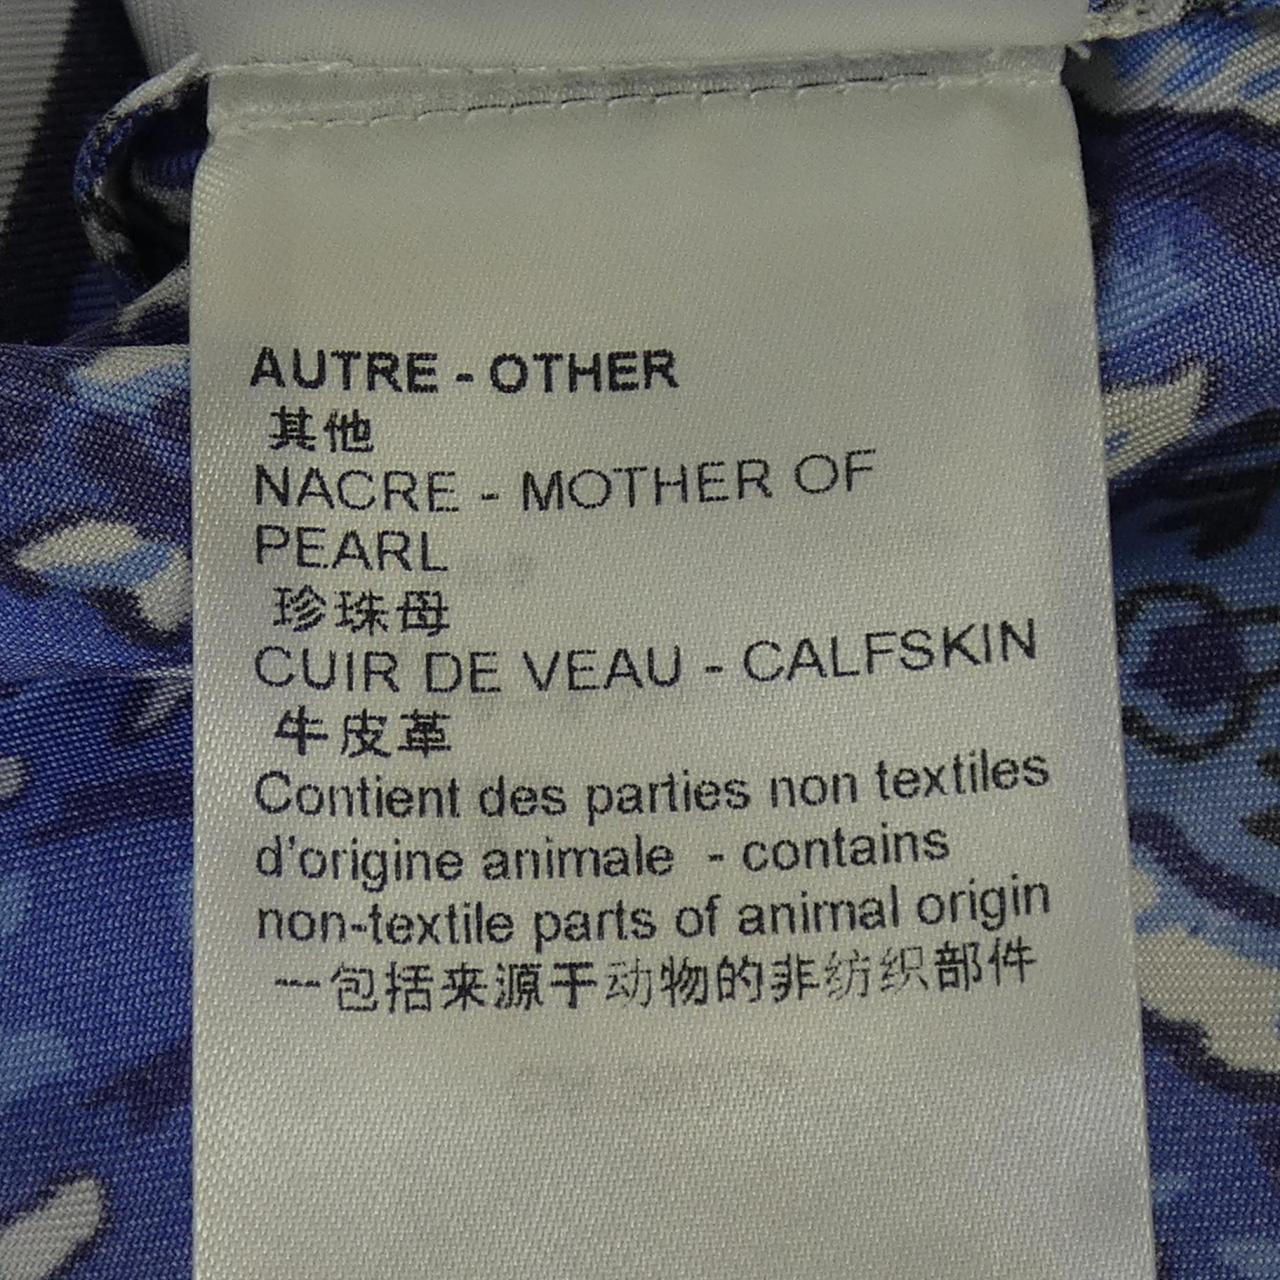 AUTRE - OTHER
其他
NACRE - MOTHER OF
PEARL
珍珠母
CUIR DE VEAU - CALFSKIN
牛皮革
Contient des parties non textiles
d'origine animale - contains
non-textile parts of animal origin
一包括来源于动物的非纺织部件